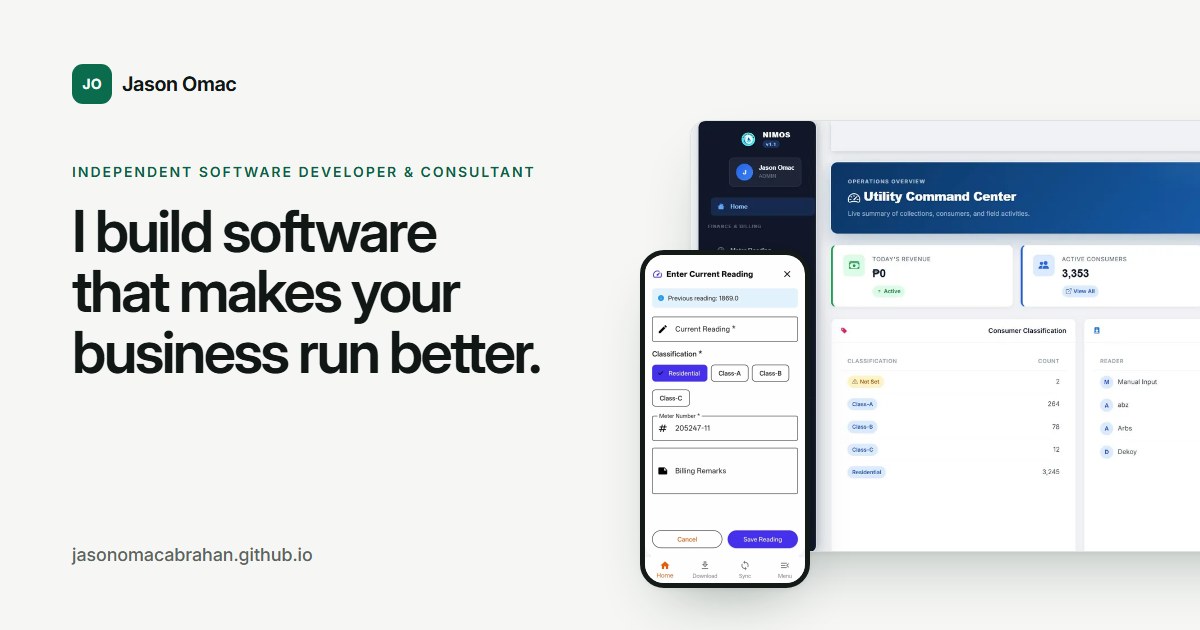 JO
Jason Omac
INDEPENDENT SOFTWARE DEVELOPER & CONSULTANT
I build software
that makes your
business run better.
jasonomacabrahan.github.io
NIMOS
v1.1
J
Jason Omac
ADMIN
Home
FINANCE & BILLING
OPERATIONS OVERVIEW
Utility Command Center
Live summary of collections, consumers, and field activities.
TODAY'S REVENUE
₱0
+ Active
ACTIVE CONSUMERS
3,353
View All
Consumer Classification
CLASSIFICATION COUNT
Not Set 2
Class-A 264
Class-B 78
Class-C 12
Residential 3,245
READER
M Manual Input
A abz
A Arbs
D Dekoy
Enter Current Reading
Previous reading: 1869.0
Current Reading *
Classification *
Residential Class-A Class-B
Class-C
Meter Number *
# 205247-11
Billing Remarks
Cancel Save Reading
Home Download Sync Menu